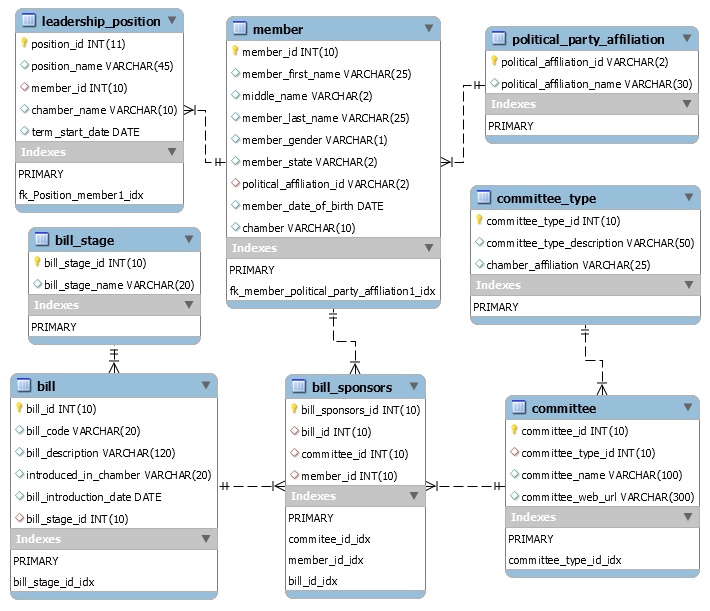 leadership_position
position_id INT(11)
position_name VARCHAR(45)
member_id INT(10)
chamber_name VARCHAR(10)
term_start_date DATE
Indexes
PRIMARY
fk_Position_member1_idx
member
member_id INT(10)
member_first_name VARCHAR(25)
middle_name VARCHAR(2)
member_last_name VARCHAR(25)
member_gender VARCHAR(1)
member_state VARCHAR(2)
political_affiliation_id VARCHAR(2)
member_date_of_birth DATE
chamber VARCHAR(10)
Indexes
PRIMARY
fk_member_political_party_affiliation1_idx
political_party_affiliation
political_affiliation_id VARCHAR(2)
political_affiliation_name VARCHAR(30)
Indexes
PRIMARY
committee_type
committee_type_id INT(10)
committee_type_description VARCHAR(50)
chamber_affiliation VARCHAR(25)
Indexes
PRIMARY
bill_stage
bill_stage_id INT(10)
bill_stage_name VARCHAR(20)
Indexes
PRIMARY
bill
bill_id INT(10)
bill_code VARCHAR(20)
bill_description VARCHAR(120)
introduced_in_chamber VARCHAR(20)
bill_introduction_date DATE
bill_stage_id INT(10)
Indexes
PRIMARY
bill_stage_id_idx
bill_sponsors
bill_sponsors_id INT(10)
bill_id INT(10)
committee_id INT(10)
member_id INT(10)
Indexes
PRIMARY
commitee_id_idx
member_id_idx
bill_id_idx
committee
committee_id INT(10)
committee_type_id INT(10)
committee_name VARCHAR(100)
committee_web_url VARCHAR(300)
Indexes
PRIMARY
committee_type_id_idx